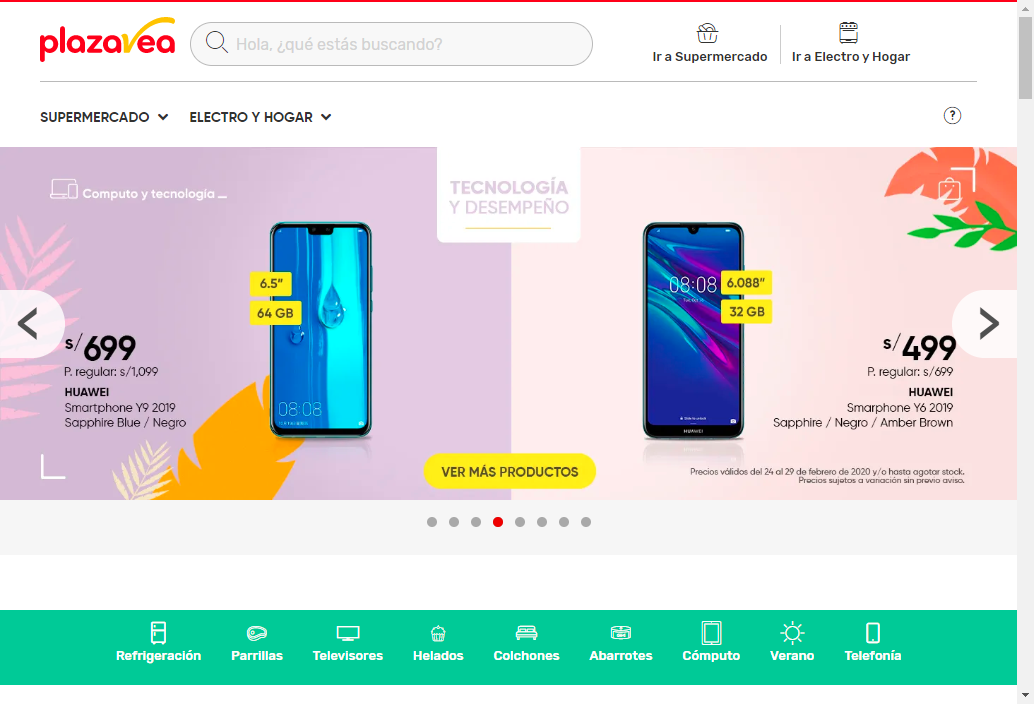 plazavea
Hola, ¿qué estás buscando?
Ir a Supermercado
Ir a Electro y Hogar
SUPERMERCADO
ELECTRO Y HOGAR
?
Computo y tecnología
TECNOLOGÍA
Y DESEMPEÑO
6.5"
64 GB
S/699
P. regular: s/1,099
HUAWEI
Smartphone Y9 2019
Sapphire Blue / Negro
08:08
08:08
6.088"
32 GB
S/499
P. regular: s/699
HUAWEI
Smarphone Y6 2019
Sapphire / Negro / Amber Brown
HUAWEI
VER MÁS PRODUCTOS
Precios válidos del 24 al 29 de febrero de 2020 y/o hasta agotar stock.
Precios sujetos a variación sin previo aviso.
Refrigeración
Parrillas
Televisores
Helados
Colchones
Abarrotes
Cómputo
Verano
Telefonía